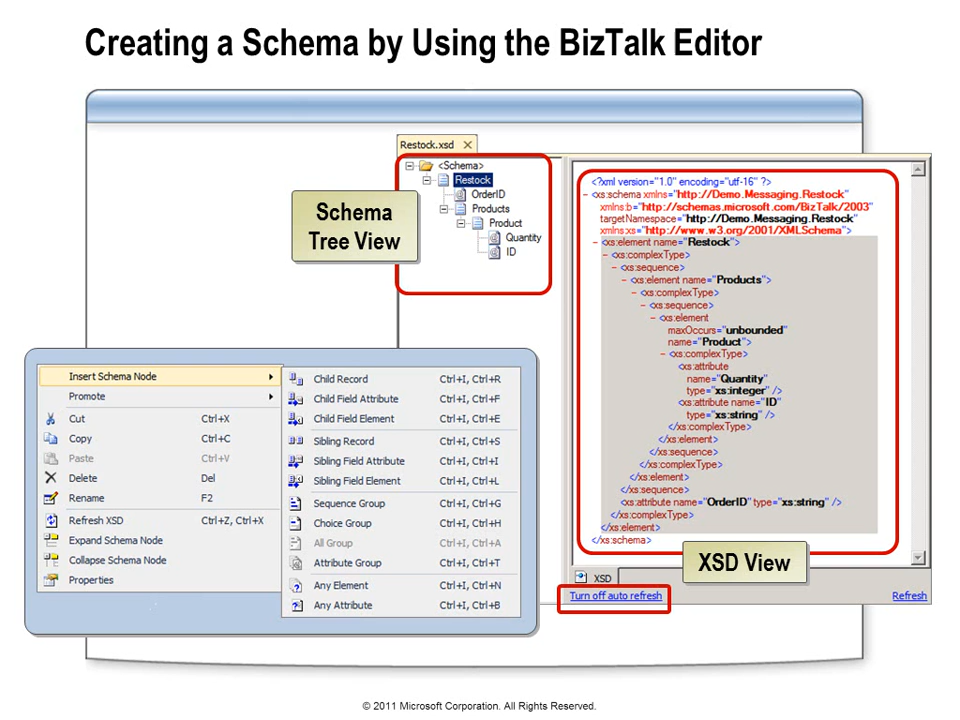 Creating a Schema by Using the BizTalk Editor
Restock.xsd
<Schema>
Restock
OrderID
Products
Product
Quantity
ID
Schema
Tree View
<?xml version="1.0" encoding="utf-16" ?>
- <xs:schema xmlns="http://Demo.Messaging.Restock"
xmlns:b="http://schemas.microsoft.com/BizTalk/2003"
targetNamespace="http://Demo.Messaging.Restock"
xmlns:xs="http://www.w3.org/2001/XMLSchema">
- <xs:element name="Restock">
- <xs:complexType>
- <xs:sequence>
- <xs:element name="Products">
- <xs:complexType>
- <xs:sequence>
- <xs:element
maxOccurs="unbounded"
name="Product">
- <xs:complexType>
<xs:attribute
name="Quantity"
type="xs:integer" />
<xs:attribute name="ID"
type="xs:string" />
</xs:complexType>
</xs:element>
</xs:sequence>
</xs:complexType>
</xs:element>
</xs:sequence>
<xs:attribute name="OrderID" type="xs:string" />
</xs:complexType>
</xs:element>
</xs:schema>
XSD View
XSD
Turn off auto refresh
Refresh
Insert Schema Node
Promote
Cut Ctrl+X
Copy Ctrl+C
Paste Ctrl+V
Delete Del
Rename F2
Refresh XSD Ctrl+Z, Ctrl+X
Expand Schema Node
Collapse Schema Node
Properties
Child Record Ctrl+I, Ctrl+R
Child Field Attribute Ctrl+I, Ctrl+F
Child Field Element Ctrl+I, Ctrl+E
Sibling Record Ctrl+I, Ctrl+S
Sibling Field Attribute Ctrl+I, Ctrl+I
Sibling Field Element Ctrl+I, Ctrl+L
Sequence Group Ctrl+I, Ctrl+G
Choice Group Ctrl+I, Ctrl+H
All Group Ctrl+I, Ctrl+A
Attribute Group Ctrl+I, Ctrl+T
Any Element Ctrl+I, Ctrl+N
Any Attribute Ctrl+I, Ctrl+B
© 2011 Microsoft Corporation. All Rights Reserved.